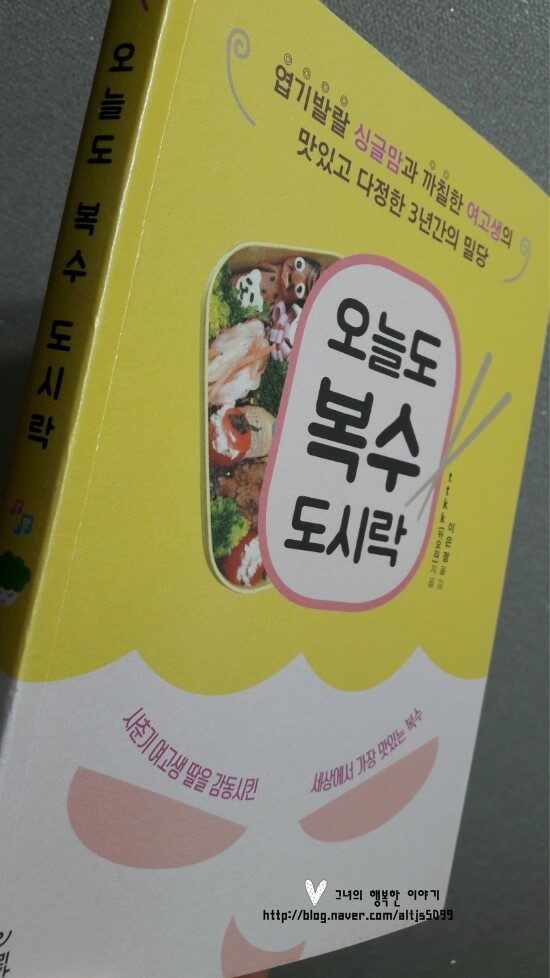 오늘도 복수 도시락
엽기발랄 싱글맘과 까칠한 여고생의
맛있고 다정한 3년간의 밀당
오늘도
복수
도시락
ttkk(카오리) 지음
이은정 옮김
사춘기 여고생 딸을 감동시킨
세상에서 가장 맛있는 복수
그녀의 행복한 이야기
http://blog.naver.com/altjs5099